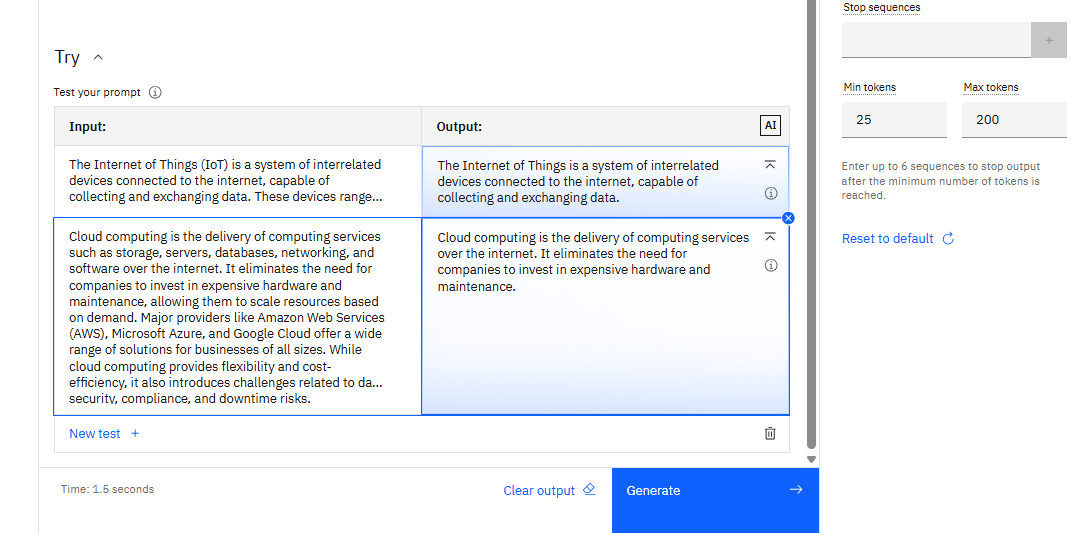 Stop sequences
+
Try
Test your prompt
Min tokens
Max tokens
25
200
Input:
Output:
AI
The Internet of Things (IoT) is a system of interrelated
devices connected to the internet, capable of
collecting and exchanging data. These devices range...
The Internet of Things is a system of interrelated
devices connected to the internet, capable of
collecting and exchanging data.
Enter up to 6 sequences to stop output
after the minimum number of tokens is
reached.
Reset to default
Cloud computing is the delivery of computing services
such as storage, servers, databases, networking, and
software over the internet. It eliminates the need for
companies to invest in expensive hardware and
maintenance, allowing them to scale resources based
on demand. Major providers like Amazon Web Services
(AWS), Microsoft Azure, and Google Cloud offer a wide
range of solutions for businesses of all sizes. While
cloud computing provides flexibility and cost-
efficiency, it also introduces challenges related to da...
security, compliance, and downtime risks.
Cloud computing is the delivery of computing services
over the internet. It eliminates the need for
companies to invest in expensive hardware and
maintenance.
New test +
Time: 1.5 seconds
Clear output
Generate